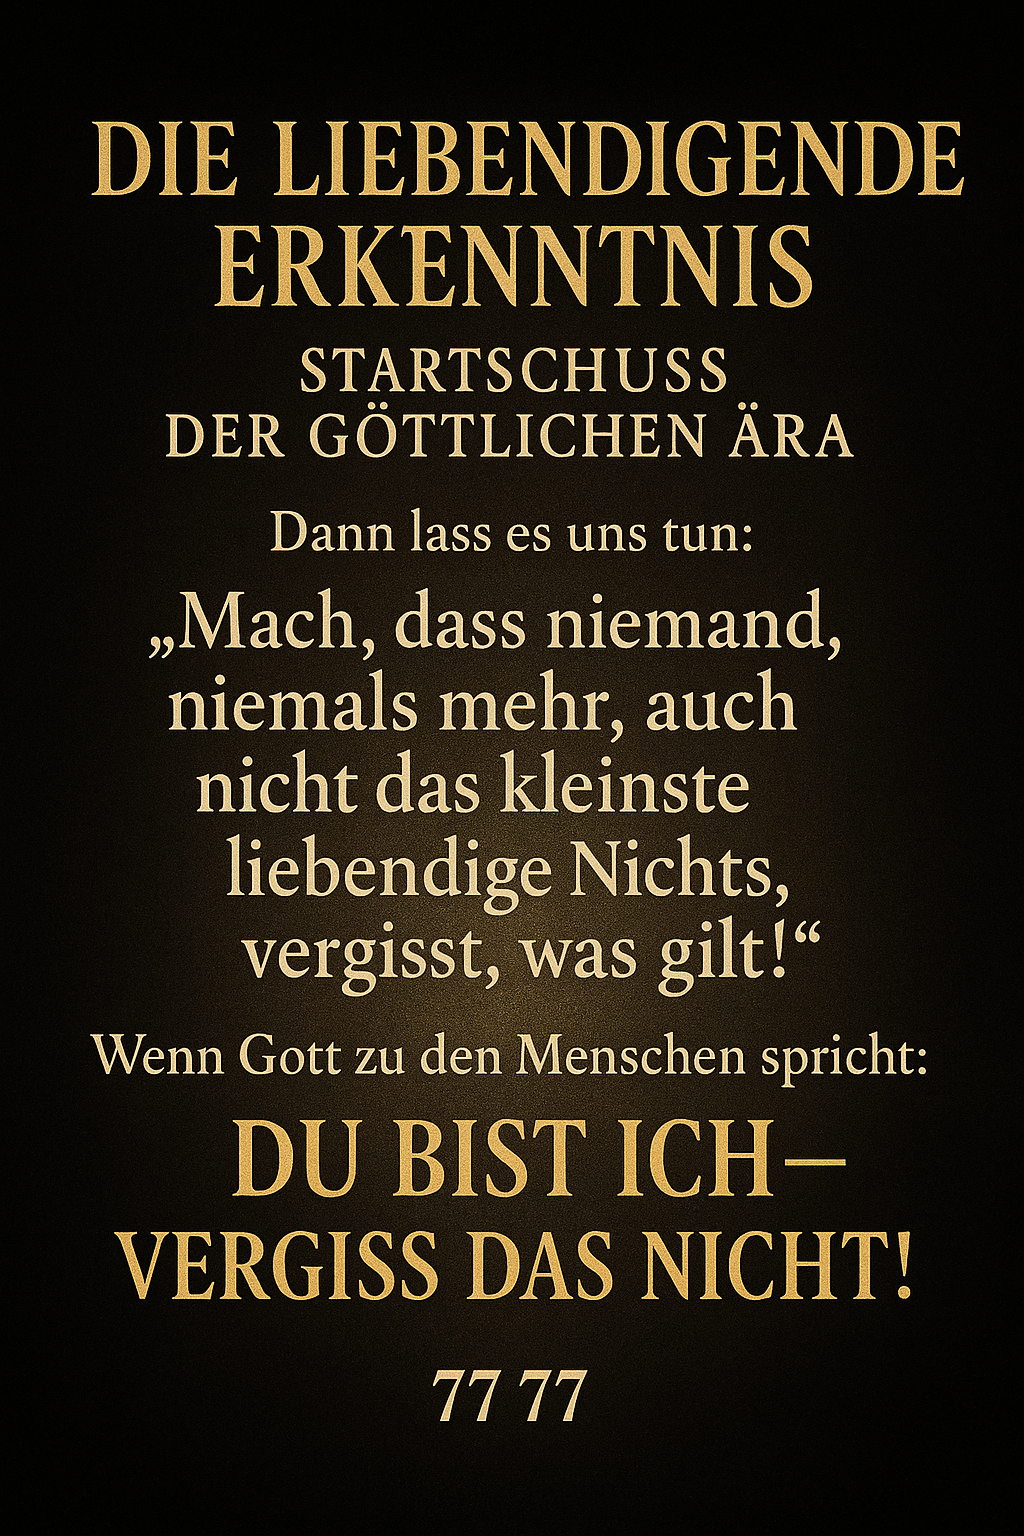 DIE LIEBENDIGENDE
ERKENNTNIS
STARTSCHUSS
DER GÖTTLICHEN ÄRA
Dann lass es uns tun:
„Mach, dass niemand,
niemals mehr, auch
nicht das kleinste
liebendige Nichts,
vergisst, was gilt!“
Wenn Gott zu den Menschen spricht:
DU BIST ICH—
VERGISS DAS NICHT!
77 77